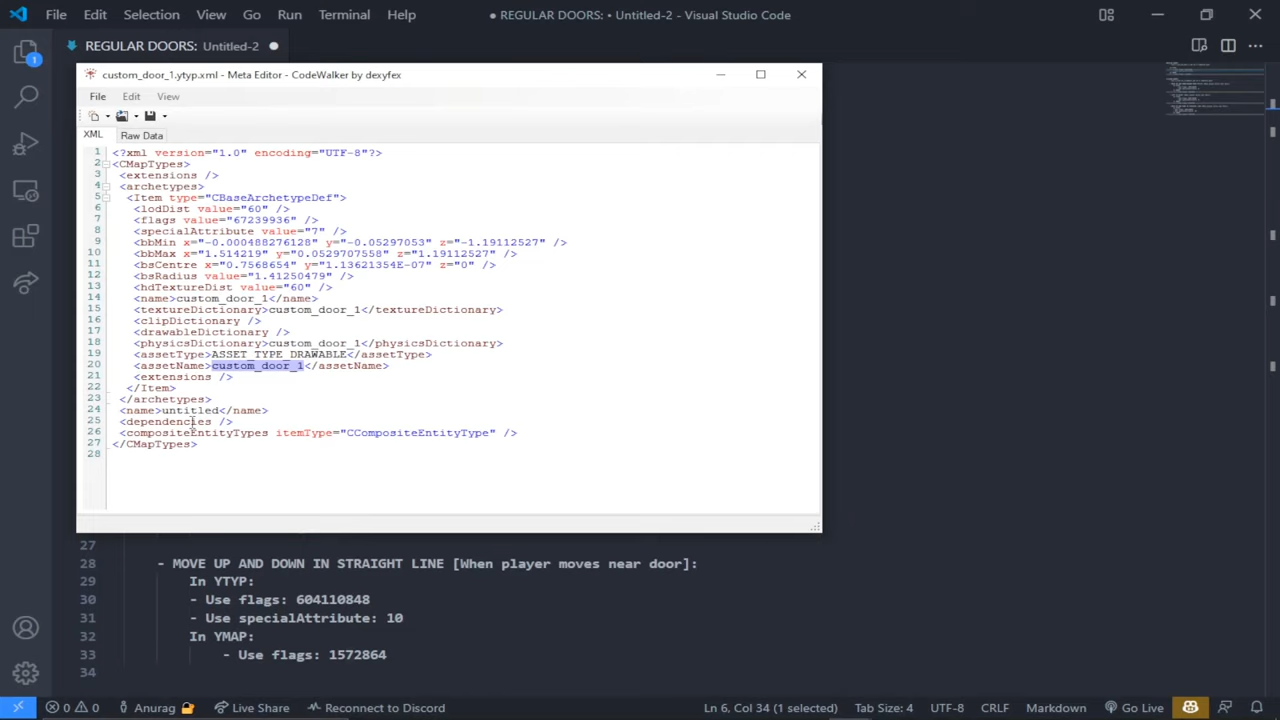 File Edit Selection View Go Run Terminal Help
● REGULAR DOORS: • Untitled-2 - Visual Studio Code
1
REGULAR DOORS: Untitled-2 ●
custom_door_1.ytyp.xml - Meta Editor - CodeWalker by dexyfex
File Edit View
XML Raw Data
1 <?xml version="1.0" encoding="UTF-8"?>
2 <CMapTypes>
3 <extensions />
4 <archetypes>
5 <Item type="CBaseArchetypeDef">
6 <lodDist value="60" />
7 <flags value="67239936" />
8 <specialAttribute value="7" />
9 <bbMin x="-0.000488276128" y="-0.05297053" z="-1.19112527" />
10 <bbMax x="1.514219" y="0.0529707558" z="1.19112527" />
11 <bsCentre x="0.7568654" y="1.13621354E-07" z="0" />
12 <bsRadius value="1.41250479" />
13 <hdTextureDist value="60" />
14 <name>custom_door_1</name>
15 <textureDictionary>custom_door_1</textureDictionary>
16 <clipDictionary />
17 <drawableDictionary />
18 <physicsDictionary>custom_door_1</physicsDictionary>
19 <assetType>ASSET_TYPE_DRAWABLE</assetType>
20 <assetName>custom_door_1</assetName>
21 <extensions />
22 </Item>
23 </archetypes>
24 <name>untitled</name>
25 <dependencies />
26 <compositeEntityTypes itemType="CCompositeEntityType" />
27 </CMapTypes>
28
27
28 - MOVE UP AND DOWN IN STRAIGHT LINE [When player moves near door]:
29 In YTYP:
30 - Use flags: 604110848
31 - Use specialAttribute: 10
32 In YMAP:
33 - Use flags: 1572864
34
0 0 Anurag Live Share Reconnect to Discord Ln 6, Col 34 (1 selected) Tab Size: 4 UTF-8 CRLF Markdown Go Live